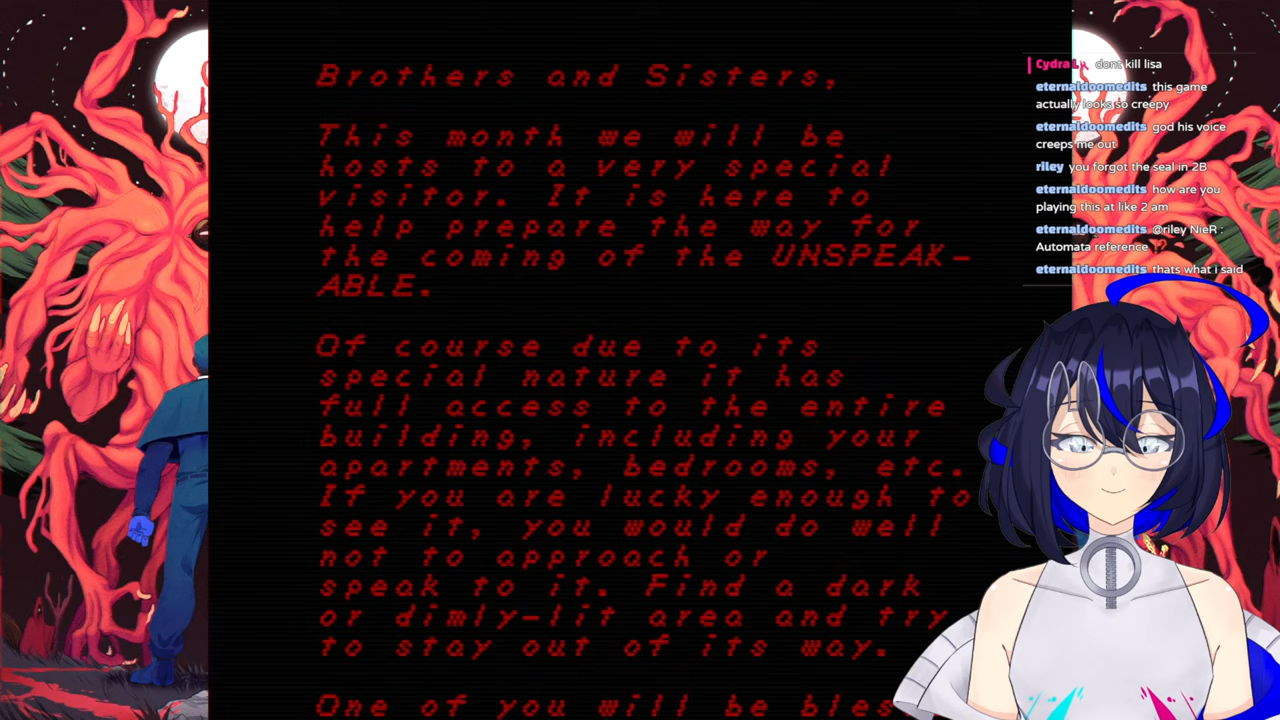 Brothers and Sisters,
This month we will be
hosts to a very special
visitor. It is here to
help prepare the way for
the coming of the UNSPEAK-
ABLE.
Of course due to its
special nature it has
full access to the entire
building, including your
apartments, bedrooms, etc.
If you are lucky enough to
see it, you would do well
not to approach or
speak to it. Find a dark
or dimly-lit area and try
to stay out of its way.
One of you will be
dont kill lisa
eternaldoomedits this game
actually looks so creepy
eternaldoomedits god his voice
creeps me out
riley you forgot the seal in 2B
eternaldoomedits how are you
playing this at like 2 am
eternaldoomedits @riley NieR :
Automata reference
eternaldoomedits thats what i said